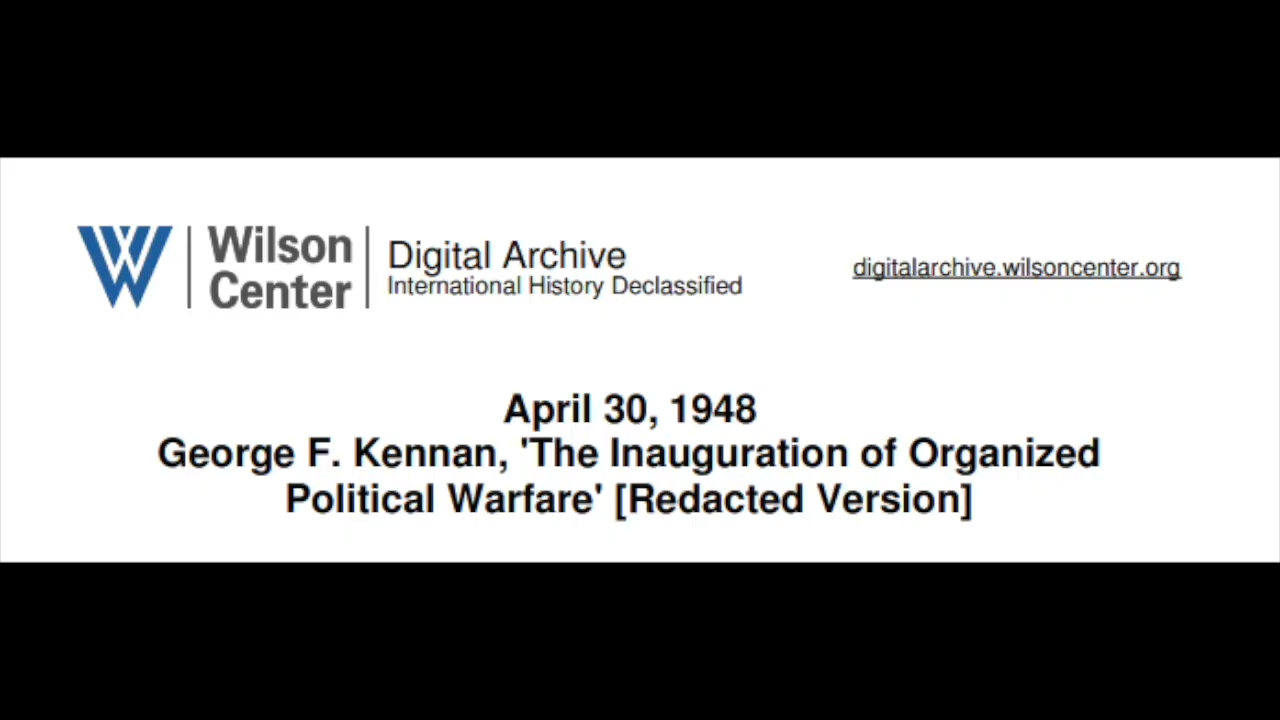 Wilson
Center
Digital Archive
International History Declassified
digitalarchive.wilsoncenter.org
April 30, 1948
George F. Kennan, 'The Inauguration of Organized
Political Warfare' [Redacted Version]